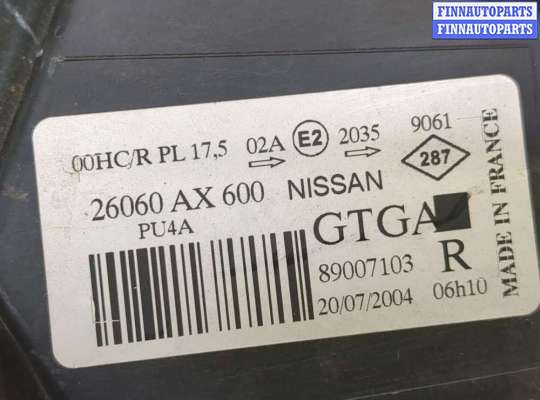 FINNAUTOPARTS
FINNAUTOPARTS
00HC/R PL 17,5 02A E2 2035 9061
287
26060 AX 600 NISSAN
PU4A
GTGA
89007103 R
20/07/2004 06h10
MADE IN FRANCE